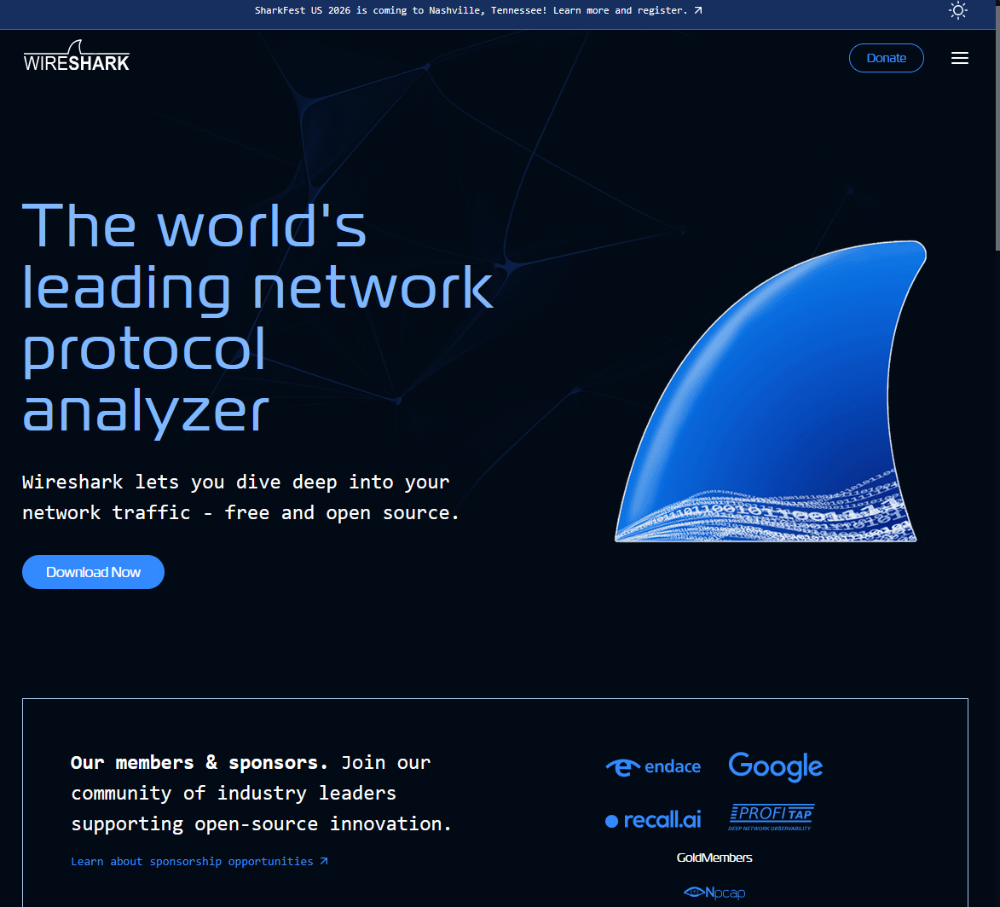 SharkFest US 2026 is coming to Nashville, Tennessee! Learn more and register.
WIRESHARK
Donate
The world's
leading network
protocol
analyzer
Wireshark lets you dive deep into your
network traffic - free and open source.
Download Now
Our members & sponsors. Join our
community of industry leaders
supporting open-source innovation.
Learn about sponsorship opportunities
endace
Google
recall.ai
PROFITAP
DEEP NETWORK OBSERVABILITY
GoldMembers
Npcap